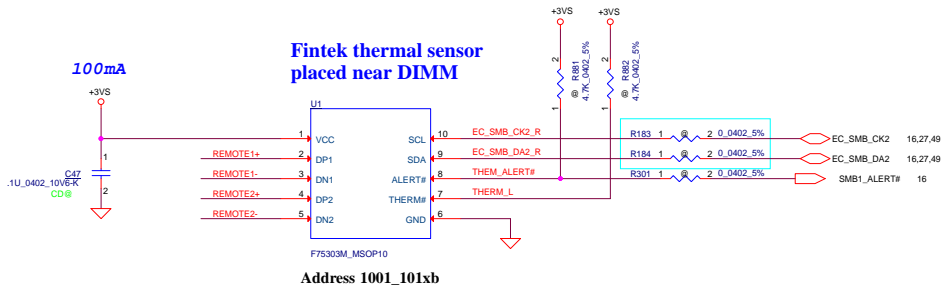 +3VS
+3VS
Fintek thermal sensor
placed near DIMM
100mA
+3VS
2
@ R881
4.7K_0402_5%
1
2
@ R882
4.7K_0402_5%
1
U1
1 VCC
SCL 10 EC_SMB_CK2_R
R183 1 @ 2 0_0402_5%
EC_SMB_CK2 16,27,49
REMOTE1+ 2 DP1
SDA 9 EC_SMB_DA2_R
R184 1 @ 2 0_0402_5%
EC_SMB_DA2 16,27,49
REMOTE1- 3 DN1
ALERT# 8 THEM_ALERT#
R301 1 @ 2 0_0402_5%
SMB1_ALERT# 16
REMOTE2+ 4 DP2
THERM# 7 THERM_L
REMOTE2- 5 DN2
GND 6
1
C47
.1U_0402_10V6-K
2
.CD@
F75303M_MSOP10
Address 1001_101xb